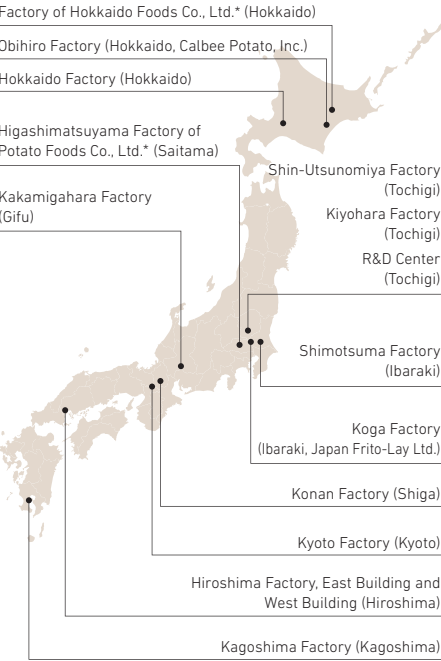 Factory of Hokkaido Foods Co., Ltd.* (Hokkaido)
Obihiro Factory (Hokkaido, Calbee Potato, Inc.)
Hokkaido Factory (Hokkaido)
Higashimatsuyama Factory of
Potato Foods Co., Ltd.* (Saitama)
Kakamigahara Factory
(Gifu)
Shin-Utsunomiya Factory
(Tochigi)
Kiyohara Factory
(Tochigi)
R&D Center
(Tochigi)
Shimotsuma Factory
(Ibaraki)
Koga Factory
(Ibaraki, Japan Frito-Lay Ltd.)
Konan Factory (Shiga)
Kyoto Factory (Kyoto)
Hiroshima Factory, East Building and
West Building (Hiroshima)
Kagoshima Factory (Kagoshima)